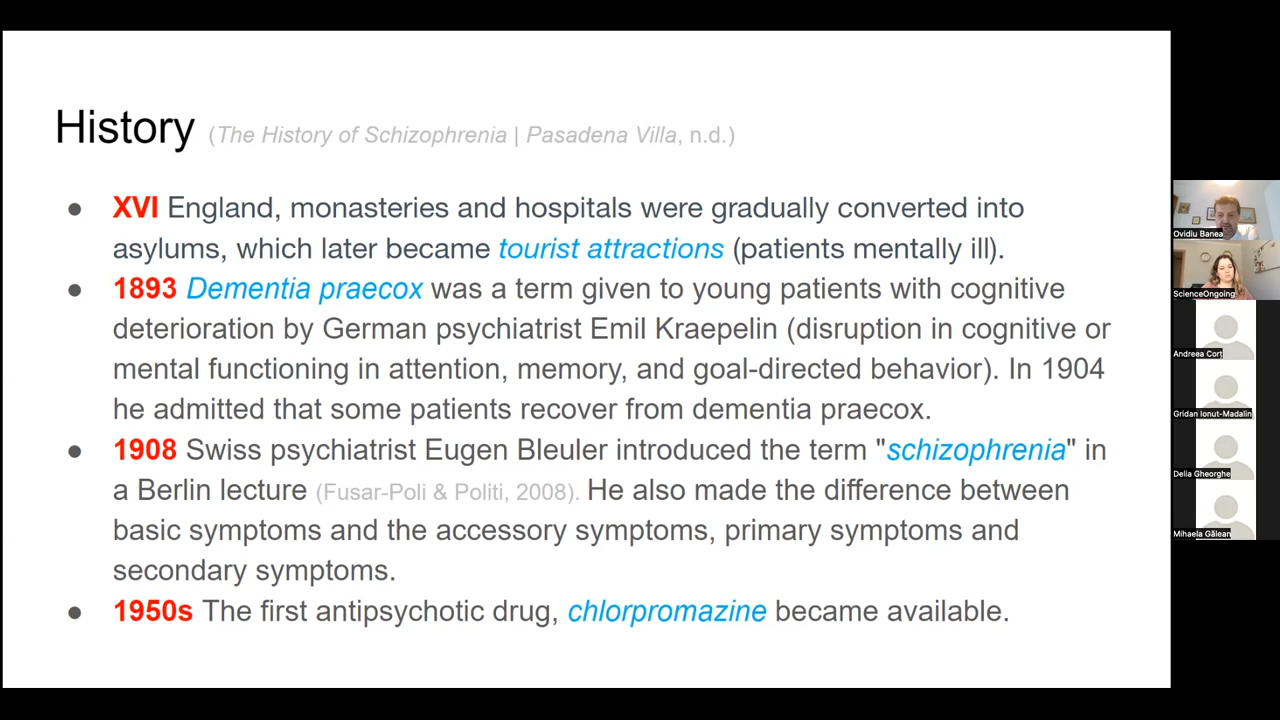 History (The History of Schizophrenia | Pasadena Villa, n.d.)
● XVI England, monasteries and hospitals were gradually converted into
asylums, which later became tourist attractions (patients mentally ill).
● 1893 Dementia praecox was a term given to young patients with cognitive
deterioration by German psychiatrist Emil Kraepelin (disruption in cognitive or
mental functioning in attention, memory, and goal-directed behavior). In 1904
he admitted that some patients recover from dementia praecox.
● 1908 Swiss psychiatrist Eugen Bleuler introduced the term "schizophrenia" in
a Berlin lecture (Fusar-Poli & Politi, 2008). He also made the difference between
basic symptoms and the accessory symptoms, primary symptoms and
secondary symptoms.
● 1950s The first antipsychotic drug, chlorpromazine became available.
Ovidiu Banea
ScienceOngoing
Andreea Corț
Gridan Ionut-Madalin
Delia Gheorghe
Mihaela Gălean